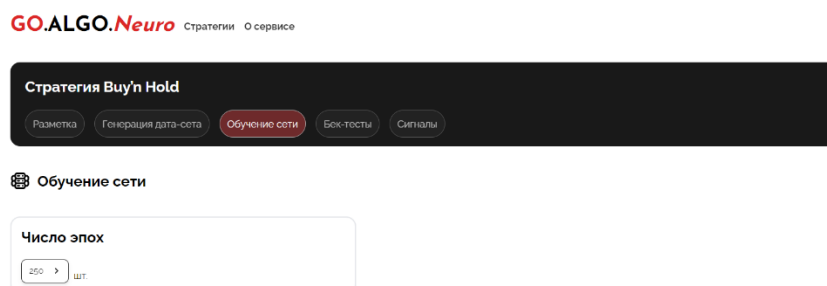 GO.ALGO.Neuro Стратегии О сервисе
Стратегия Buy'n Hold
Разметка Генерация дата-сета Обучение сети Бек-тесты Сигналы
Обучение сети
Число эпох
250 шт.